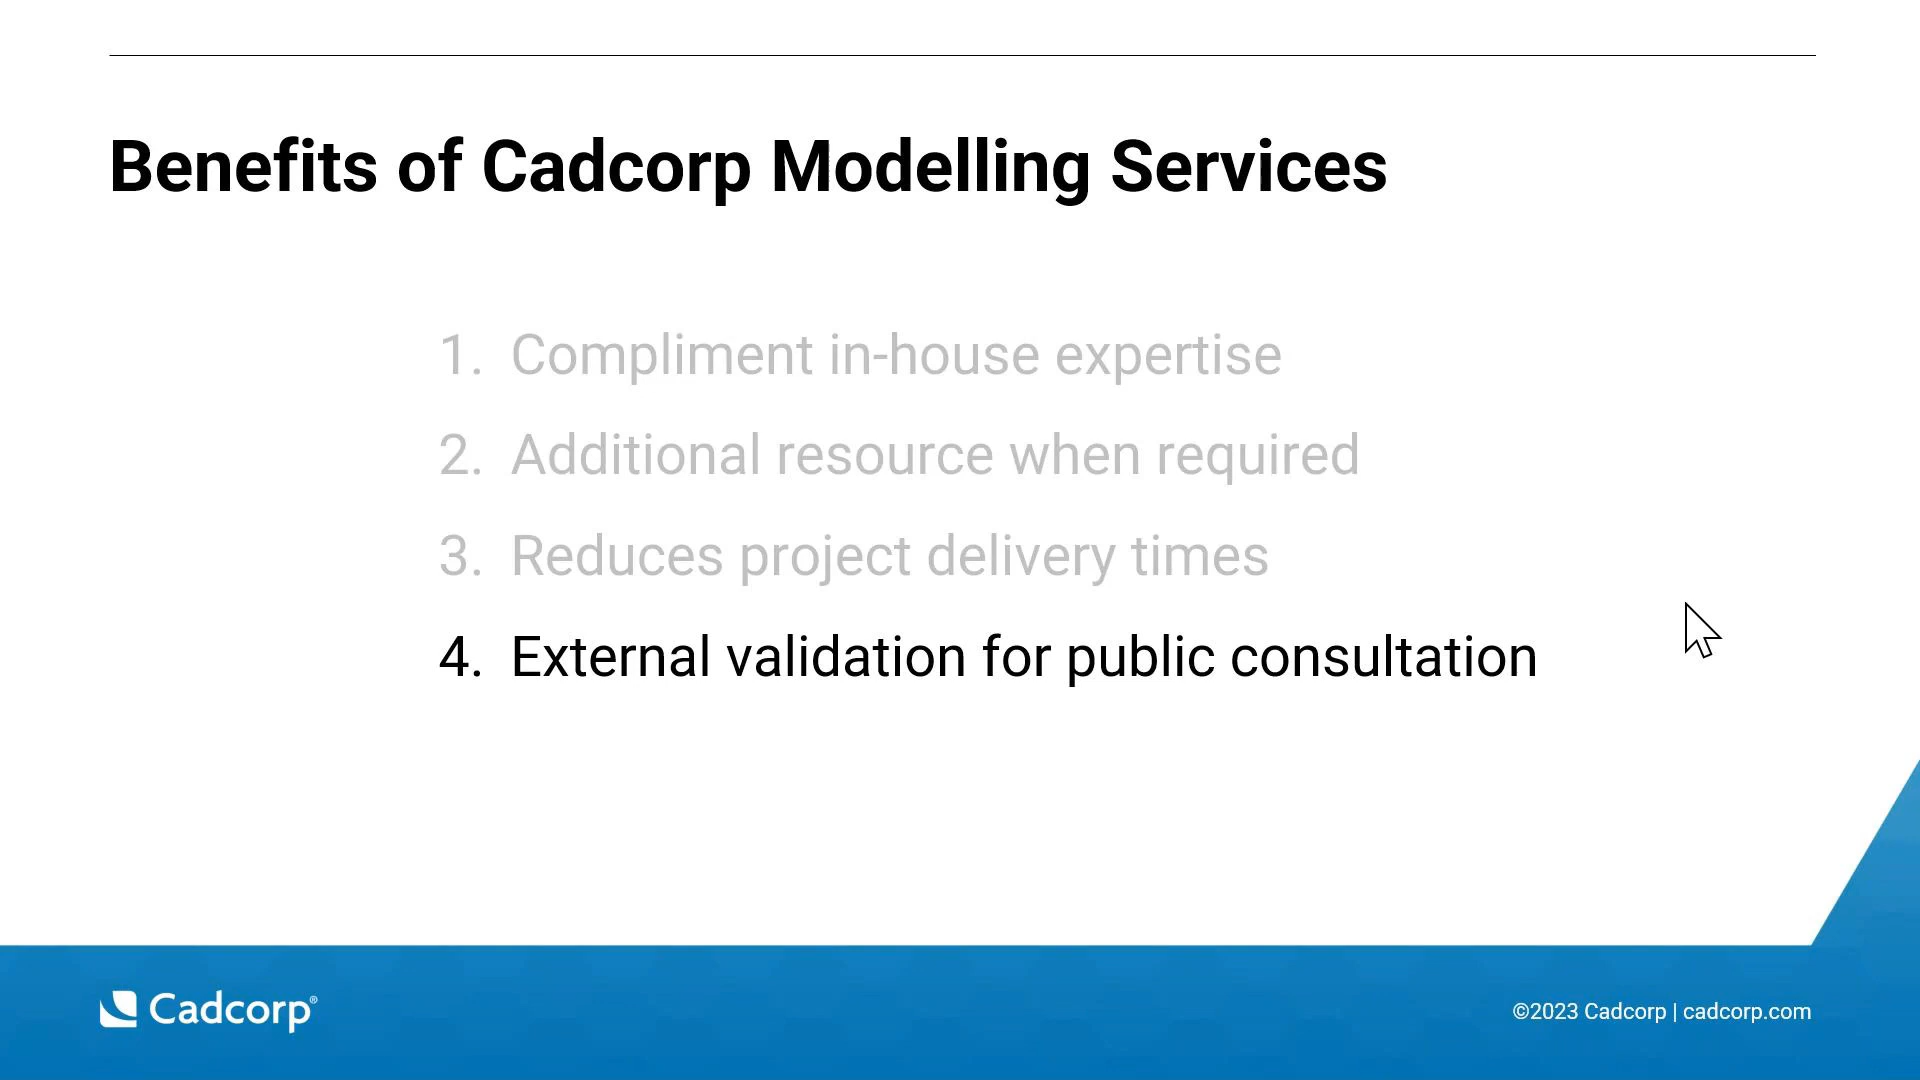 Benefits of Cadcorp Modelling Services
1. Compliment in-house expertise
2. Additional resource when required
3. Reduces project delivery times
4. External validation for public consultation
Cadcorp®
©2023 Cadcorp | cadcorp.com